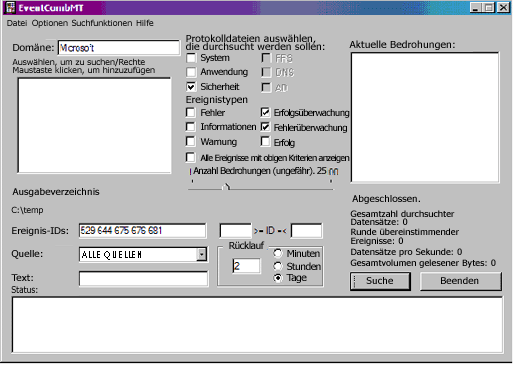 EventCombMT
Datei Optionen Suchfunktionen Hilfe
Domäne: Microsoft
Auswählen, um zu suchen/Rechte
Maustaste klicken, um hinzuzufügen
Protokolldateien auswählen,
die durchsucht werden sollen:
System FRS
Anwendung DNS
Sicherheit AD
Ereignistypen
Fehler Erfolgsüberwachung
Informationen Fehlerüberwachung
Warnung Erfolg
Alle Ereignisse mit obigen Kriterien anzeigen
Anzahl Bedrohungen (ungefähr). 25
Aktuelle Bedrohungen:
Ausgabeverzeichnis
C:\temp
Ereignis-IDs: 529 644 675 676 681 >= ID =<
Quelle: ALLE QUELLEN
Text:
Rücklauf
2
Minuten
Stunden
Tage
Abgeschlossen.
Gesamtzahl durchsuchter
Datensätze: 0
Runde übereinstimmender
Ereignisse: 0
Datensätze pro Sekunde: 0
Gesamtvolumen gelesener Bytes: 0
Suche Beenden
Status: